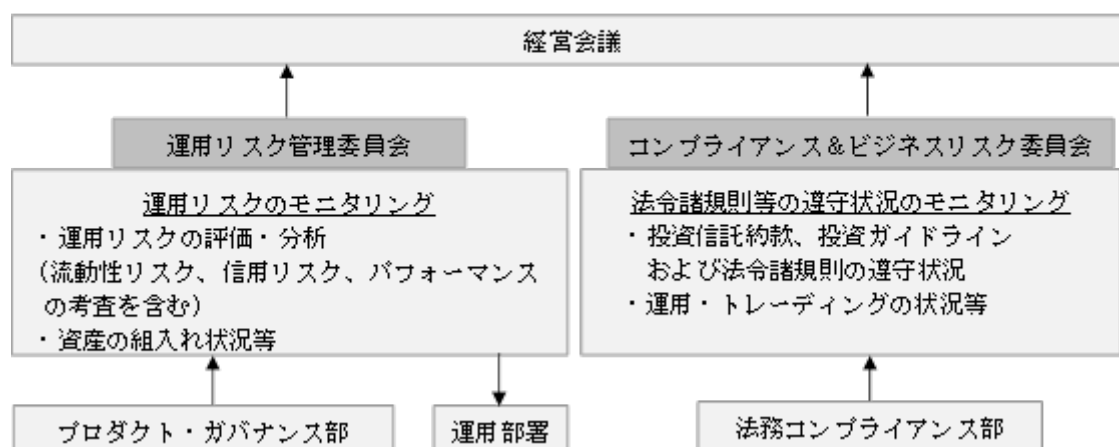 経営会議
運用リスク管理委員会
運用リスクのモニタリング
・運用リスクの評価・分析
(流動性リスク、信用リスク、パフォーマンス
の考査を含む)
・資産の組入れ状況等
プロダクト・ガバナンス部
運用部署
コンプライアンス&ビジネスリスク委員会
法令諸規則等の遵守状況のモニタリング
・投資信託約款、投資ガイドライン
および法令諸規則の遵守状況
・運用・トレーディングの状況等
法務コンプライアンス部